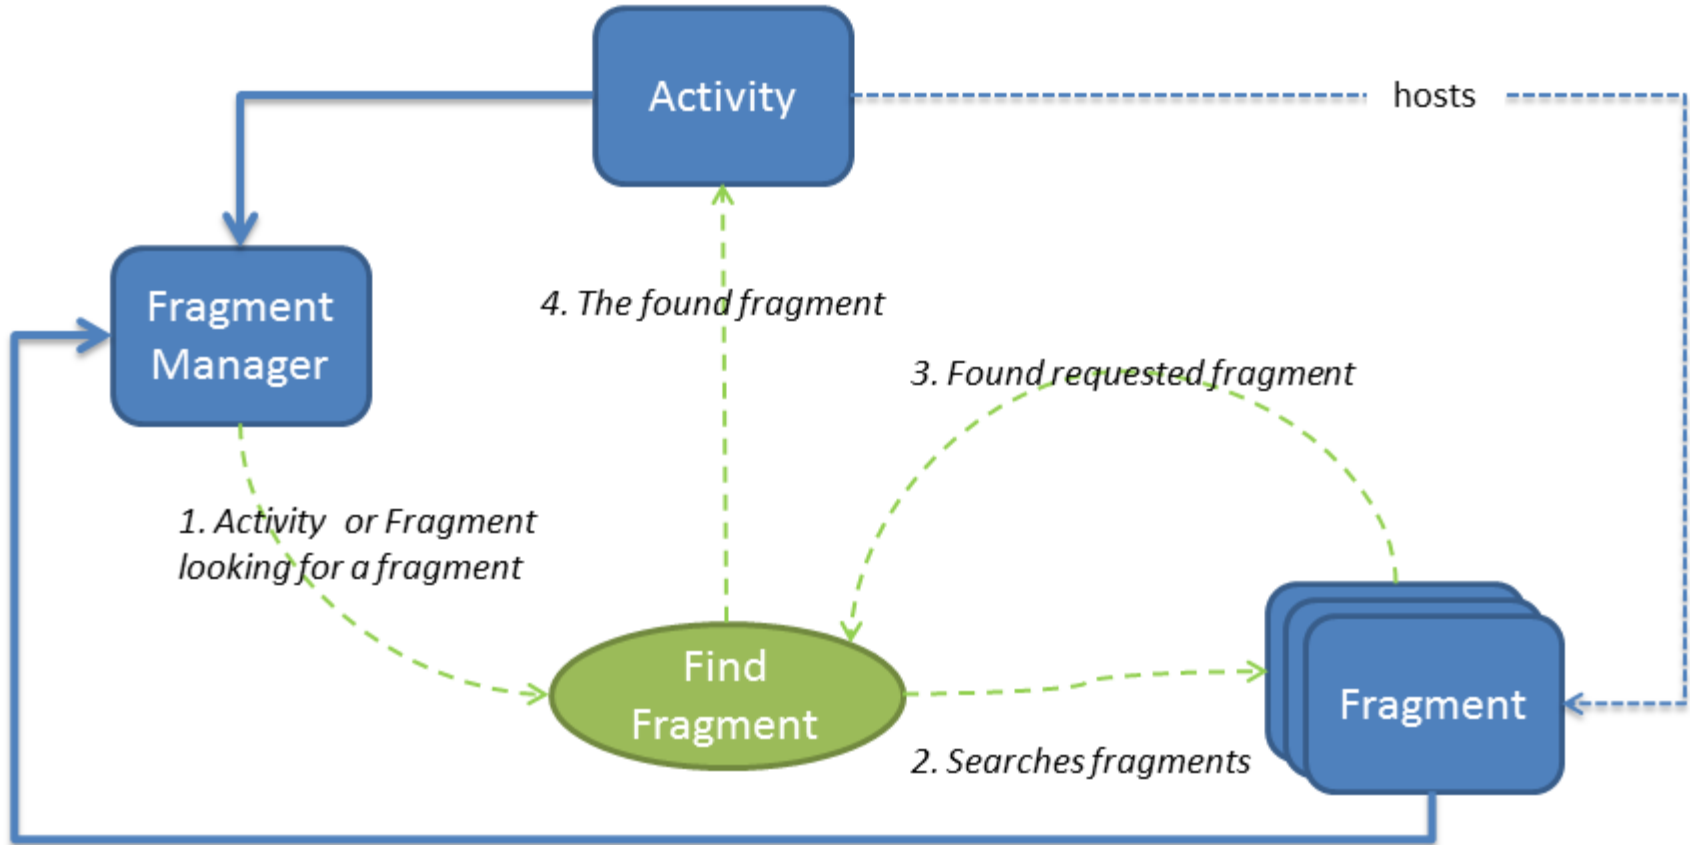 Activity
hosts
Fragment
Manager
4. The found fragment
3. Found requested fragment
1. Activity or Fragment
looking for a fragment
Find
Fragment
2. Searches fragments
Fragment